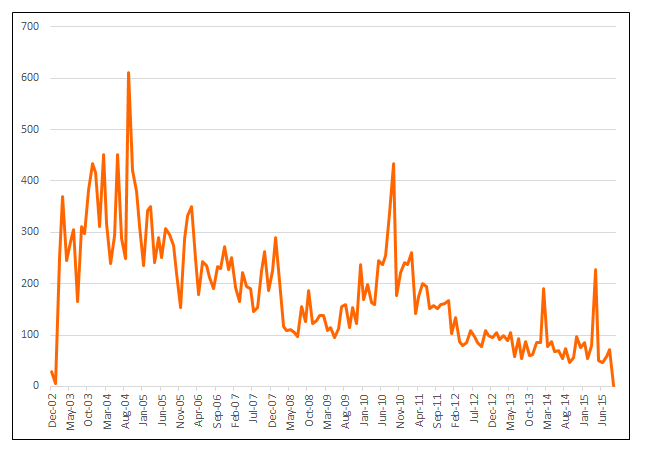 700
600
500
400
300
200
100
0
Dec-02
May-03
Oct-03
Mar-04
Aug-04
Jan-05
Jun-05
Nov-05
Apr-06
Sep-06
Feb-07
Jul-07
Dec-07
May-08
Oct-08
Mar-09
Aug-09
Jan-10
Jun-10
Nov-10
Apr-11
Sep-11
Feb-12
Jul-12
Dec-12
May-13
Oct-13
Mar-14
Aug-14
Jan-15
Jun-15